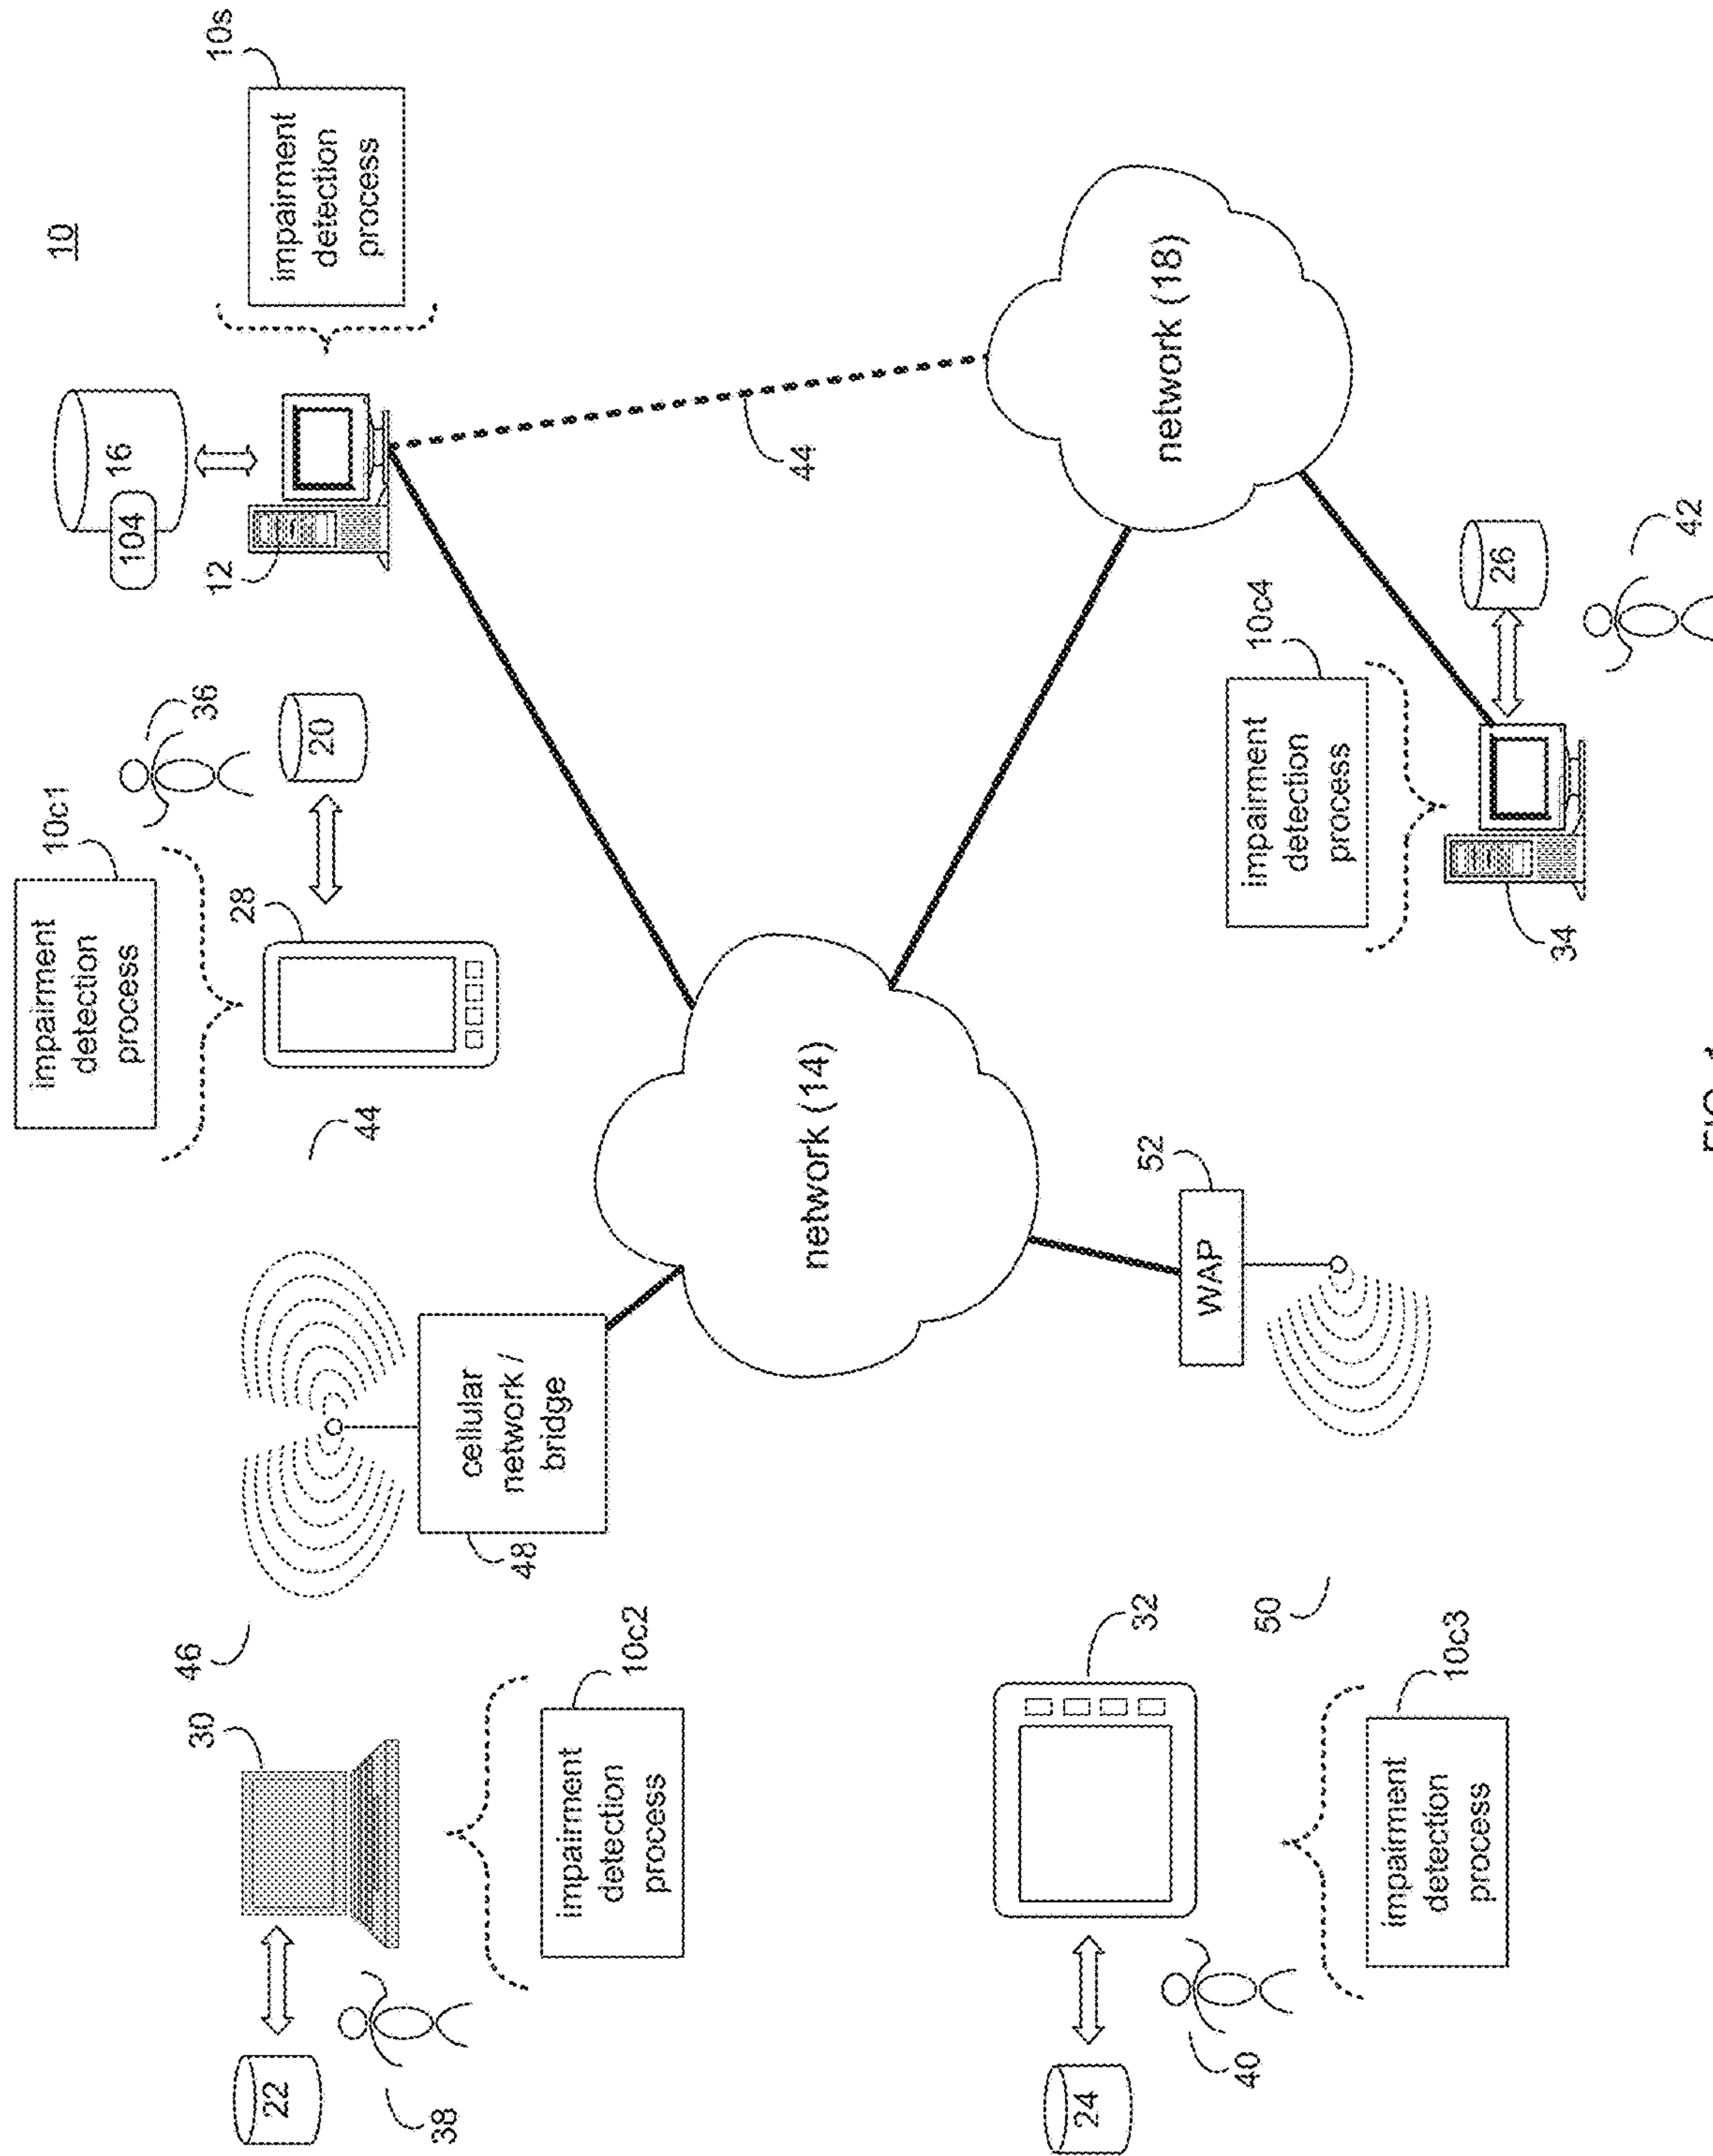 10
impairment
detection
process
10c1
16
104
36
10s
impairment
detection
process
46
30
28
12
22
20
44
38
48
cellular
network /
bridge
10c2
impairment
detection
process
44
network (14)
network (18)
32
52
WAP
24
40
50
10c4
impairment
detection
process
10c3
impairment
detection
process
26
34
42